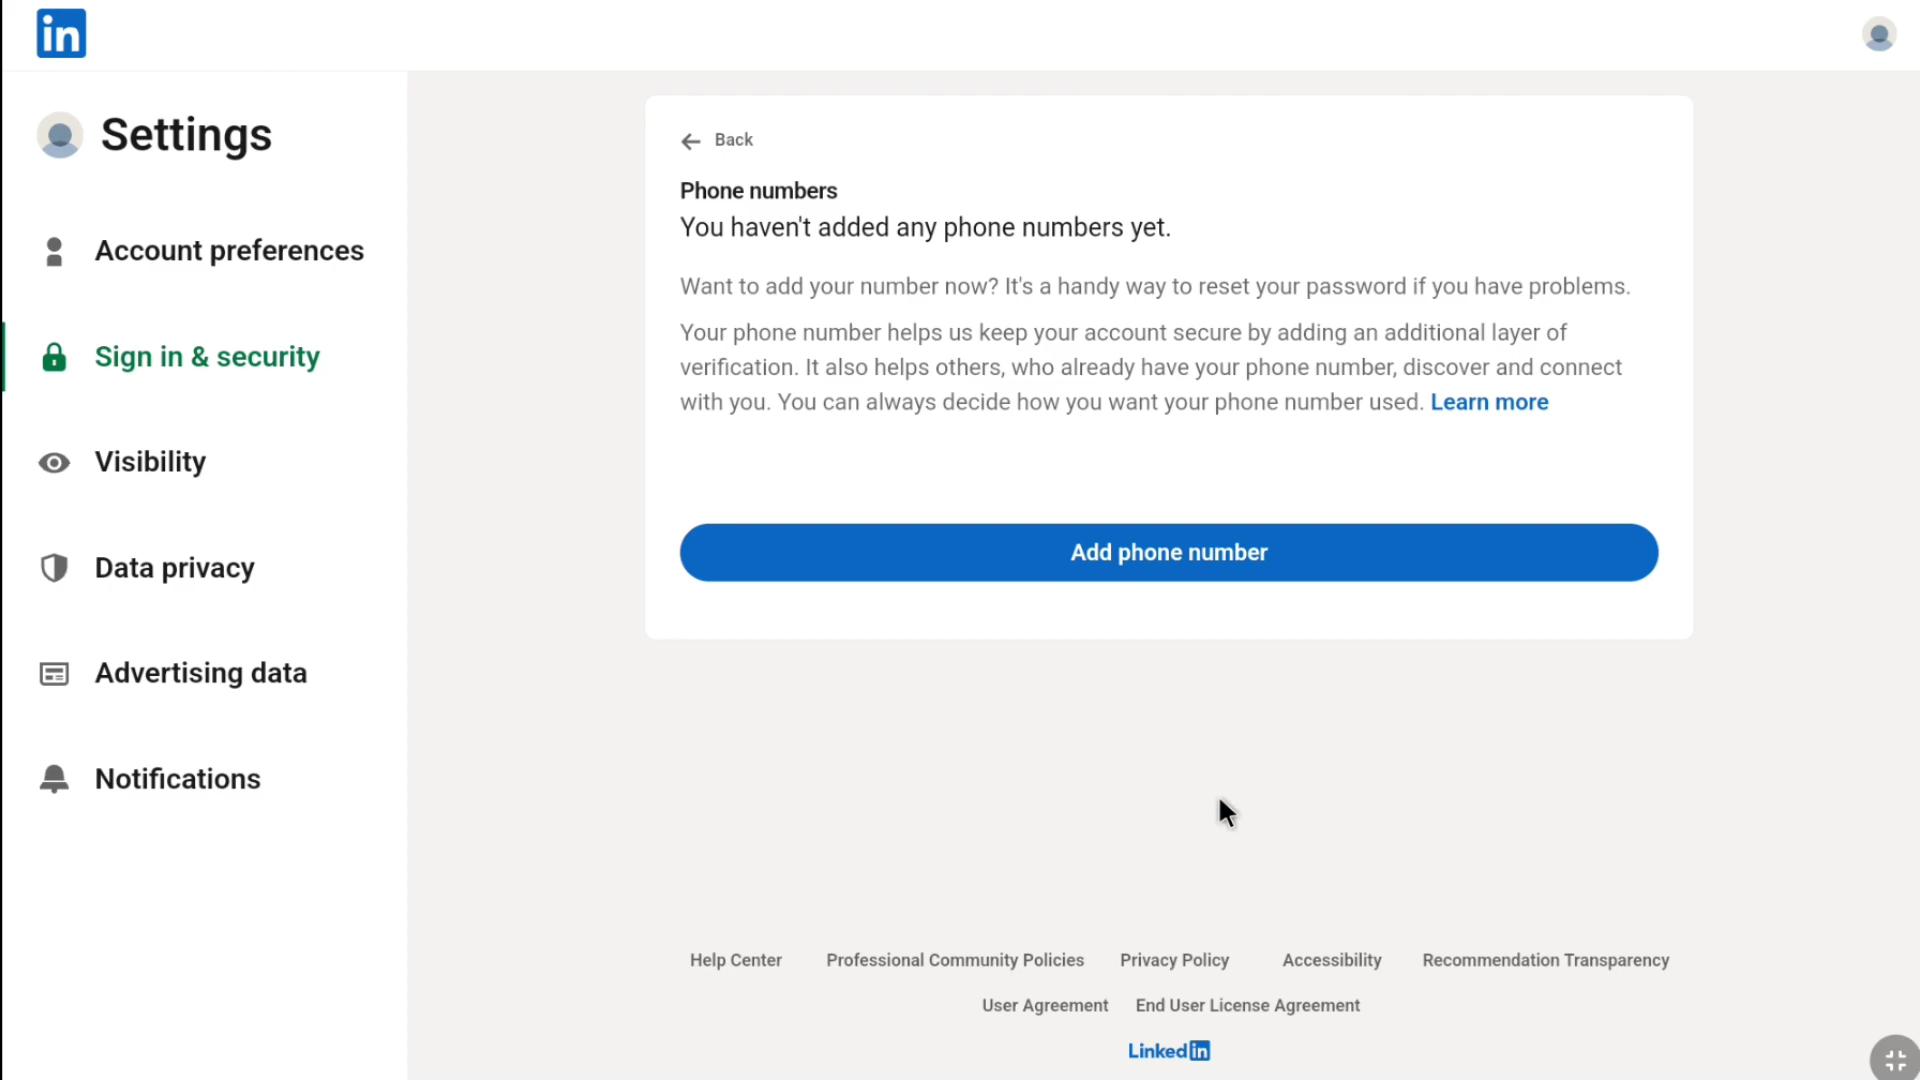 in
Settings
Account preferences
Sign in & security
Visibility
Data privacy
Advertising data
Notifications
Back
Phone numbers
You haven't added any phone numbers yet.
Want to add your number now? It's a handy way to reset your password if you have problems.
Your phone number helps us keep your account secure by adding an additional layer of
verification. It also helps others, who already have your phone number, discover and connect
with you. You can always decide how you want your phone number used. Learn more
Add phone number
Help Center Professional Community Policies Privacy Policy Accessibility Recommendation Transparency
User Agreement End User License Agreement
Linkedin